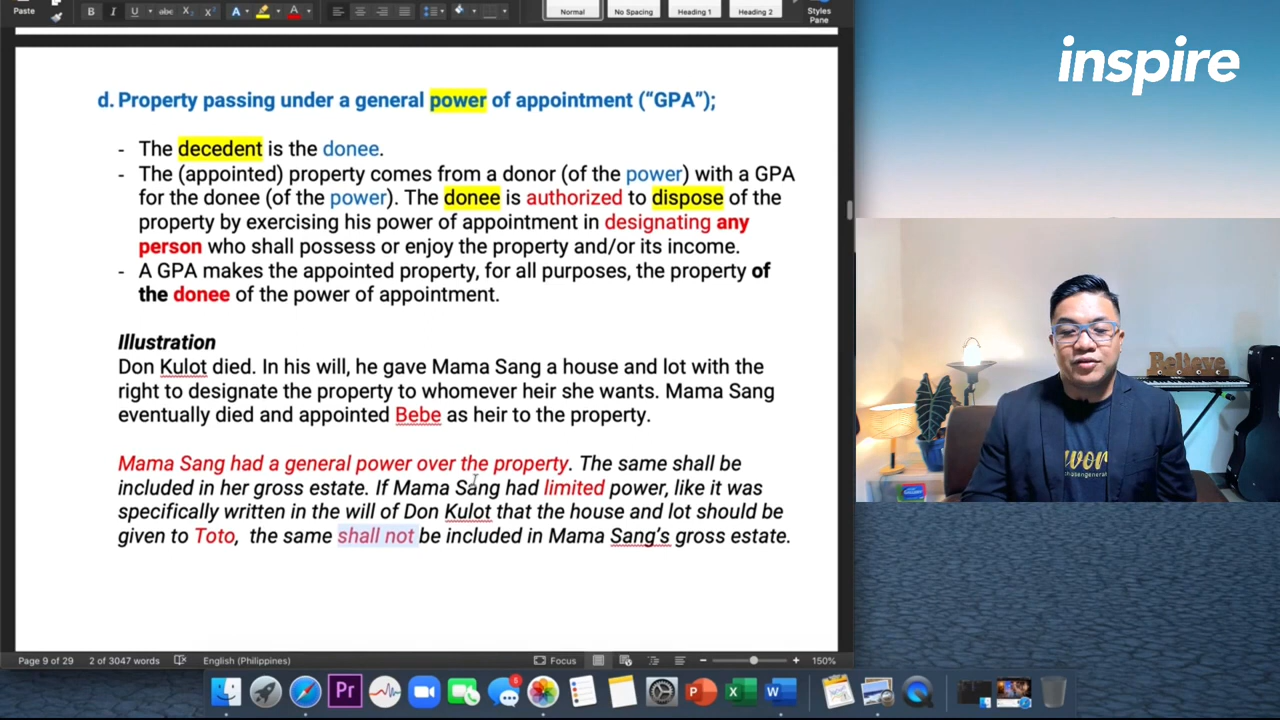 Paste
B I U abc X₂ X² A A
Normal
No Spacing
Heading 1
Heading 2
Styles
Pane
inspire
d. Property passing under a general power of appointment (“GPA”);
- The decedent is the donee.
- The (appointed) property comes from a donor (of the power) with a GPA
for the donee (of the power). The donee is authorized to dispose of the
property by exercising his power of appointment in designating any
person who shall possess or enjoy the property and/or its income.
- A GPA makes the appointed property, for all purposes, the property of
the donee of the power of appointment.
Illustration
Don Kulot died. In his will, he gave Mama Sang a house and lot with the
right to designate the property to whomever heir she wants. Mama Sang
eventually died and appointed Bebe as heir to the property.
Mama Sang had a general power over the property. The same shall be
included in her gross estate. If Mama Sang had limited power, like it was
specifically written in the will of Don Kulot that the house and lot should be
given to Toto, the same shall not be included in Mama Sang’s gross estate.
Believe
Page 9 of 29
2 of 3047 words
English (Philippines)
Focus
150%
Pr
5
P
X
W